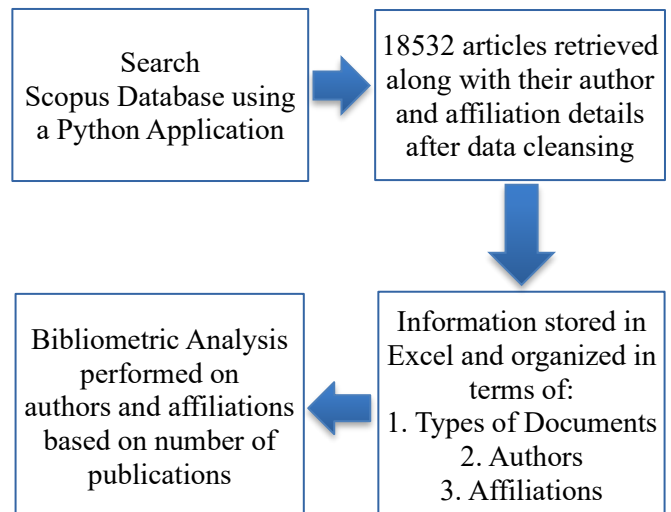 Search
Scopus Database using
a Python Application
18532 articles retrieved
along with their author
and affiliation details
after data cleansing
Information stored in
Excel and organized in
terms of:
1. Types of Documents
2. Authors
3. Affiliations
Bibliometric Analysis
performed on
authors and affiliations
based on number of
publications